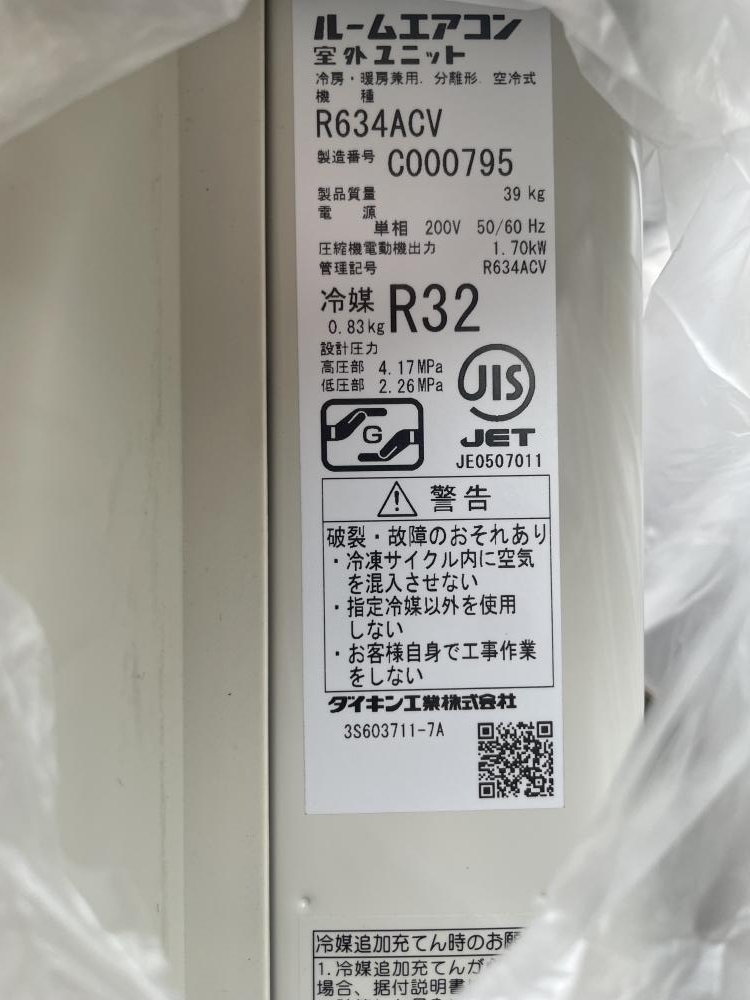 ルームエアコン
室外ユニット
冷房・暖房兼用. 分離形. 空冷式
機 種
R634ACV
製造番号 C000795
製品質量 39 kg
電 源
単相 200V 50/60 Hz
圧縮機電動機出力 1.70kW
管理記号 R634ACV
冷媒 R32
0.83kg
設計圧力
高圧部 4.17MPa
低圧部 2.26MPa
JIS
G
JET
JE0507011
警告
破裂・故障のおそれあり
・冷凍サイクル内に空気
を混入させない
・指定冷媒以外を使用
しない
・お客様自身で工事作業
をしない
ダイキン工業株式会社
3S603711-7A
冷媒追加充てん時のお願
1.冷媒追加充てんが
場合、据付説明書